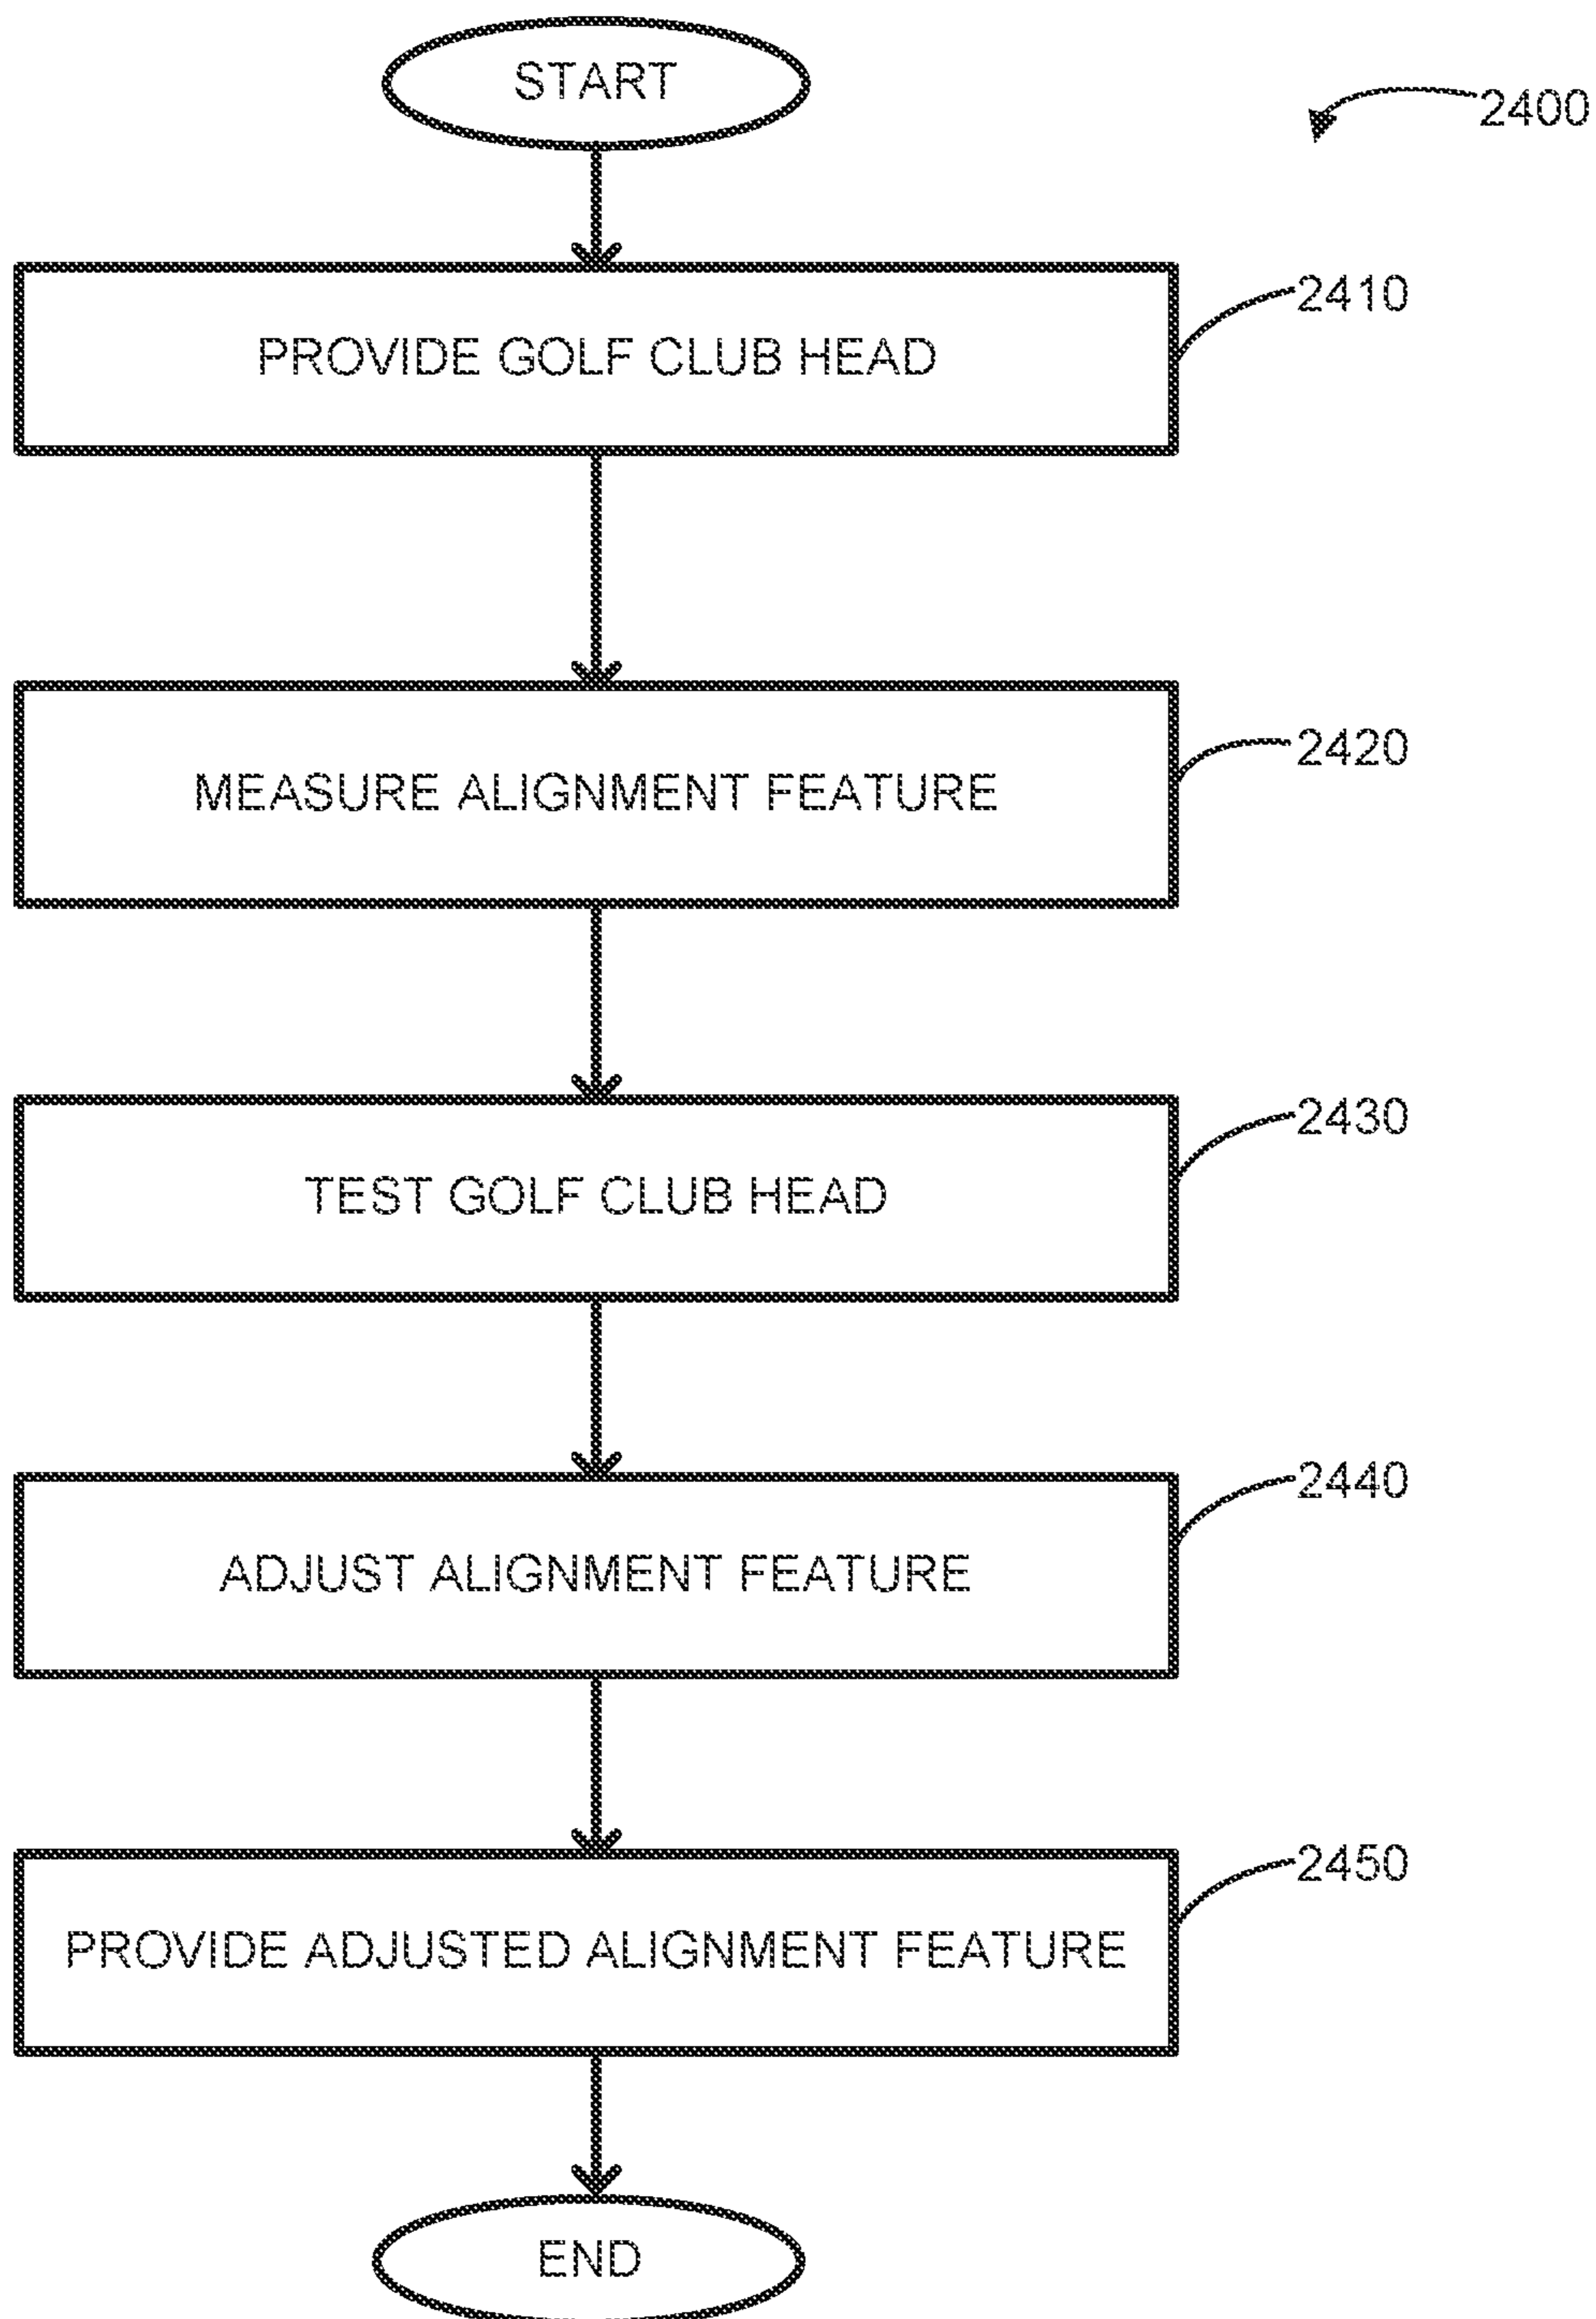 START
2400
PROVIDE GOLF CLUB HEAD
2410
MEASURE ALIGNMENT FEATURE
2420
TEST GOLF CLUB HEAD
2430
ADJUST ALIGNMENT FEATURE
2440
PROVIDE ADJUSTED ALIGNMENT FEATURE
2450
END